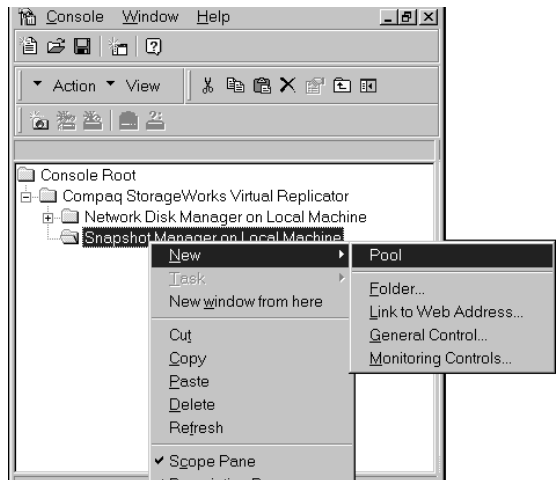 Console Window Help
Action View
Console Root
Compaq StorageWorks Virtual Replicator
Network Disk Manager on Local Machine
Snapshot Manager on Local Machine
New
Pool
Task
Folder...
New window from here
Link to Web Address...
General Control...
Cut
Monitoring Controls...
Copy
Paste
Delete
Refresh
Scope Pane